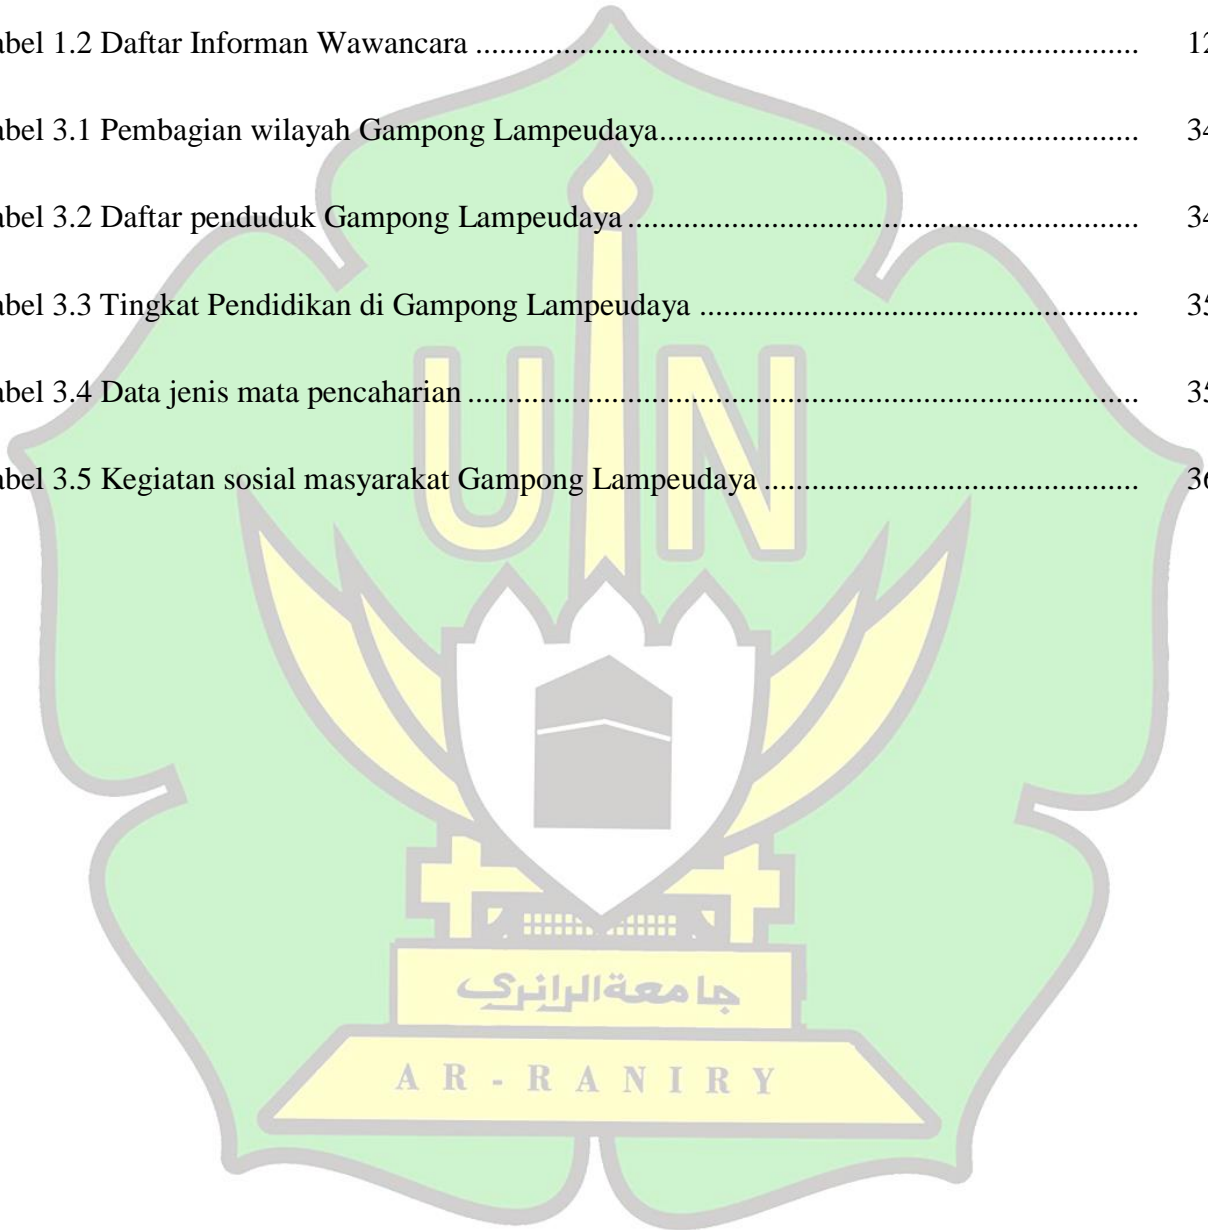 abel 1.2 Daftar Informan Wawancara ................................................................................... 12
abel 3.1 Pembagian wilayah Gampong Lampeudaya............................................................ 34
abel 3.2 Daftar penduduk Gampong Lampeudaya ................................................................ 34
abel 3.3 Tingkat Pendidikan di Gampong Lampeudaya ....................................................... 35
abel 3.4 Data jenis mata pencaharian .................................................................................... 35
abel 3.5 Kegiatan sosial masyarakat Gampong Lampeudaya ............................................... 36
UIN
جامعة الرانري
AR-RANIRY